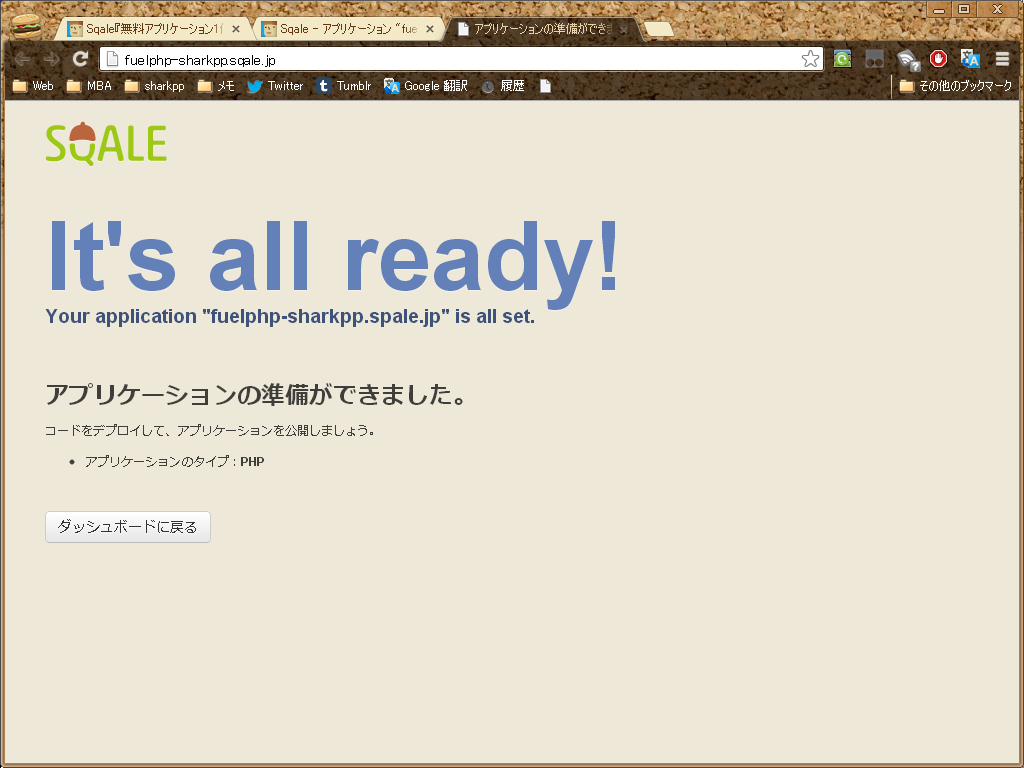 Sqale『無料アプリケーション1
Sqale - アプリケーション "fue
アプリケーションの準備ができ
fuelphp-sharkpp.sqale.jp
Web
MBA
sharkpp
メモ
Twitter
Tumblr
Google 翻訳
履歴
その他のブックマーク
SQALE
It's all ready!
Your application "fuelphp-sharkpp.spale.jp" is all set.
アプリケーションの準備ができました。
コードをデプロイして、アプリケーションを公開しましょう。
• アプリケーションのタイプ : PHP
ダッシュボードに戻る